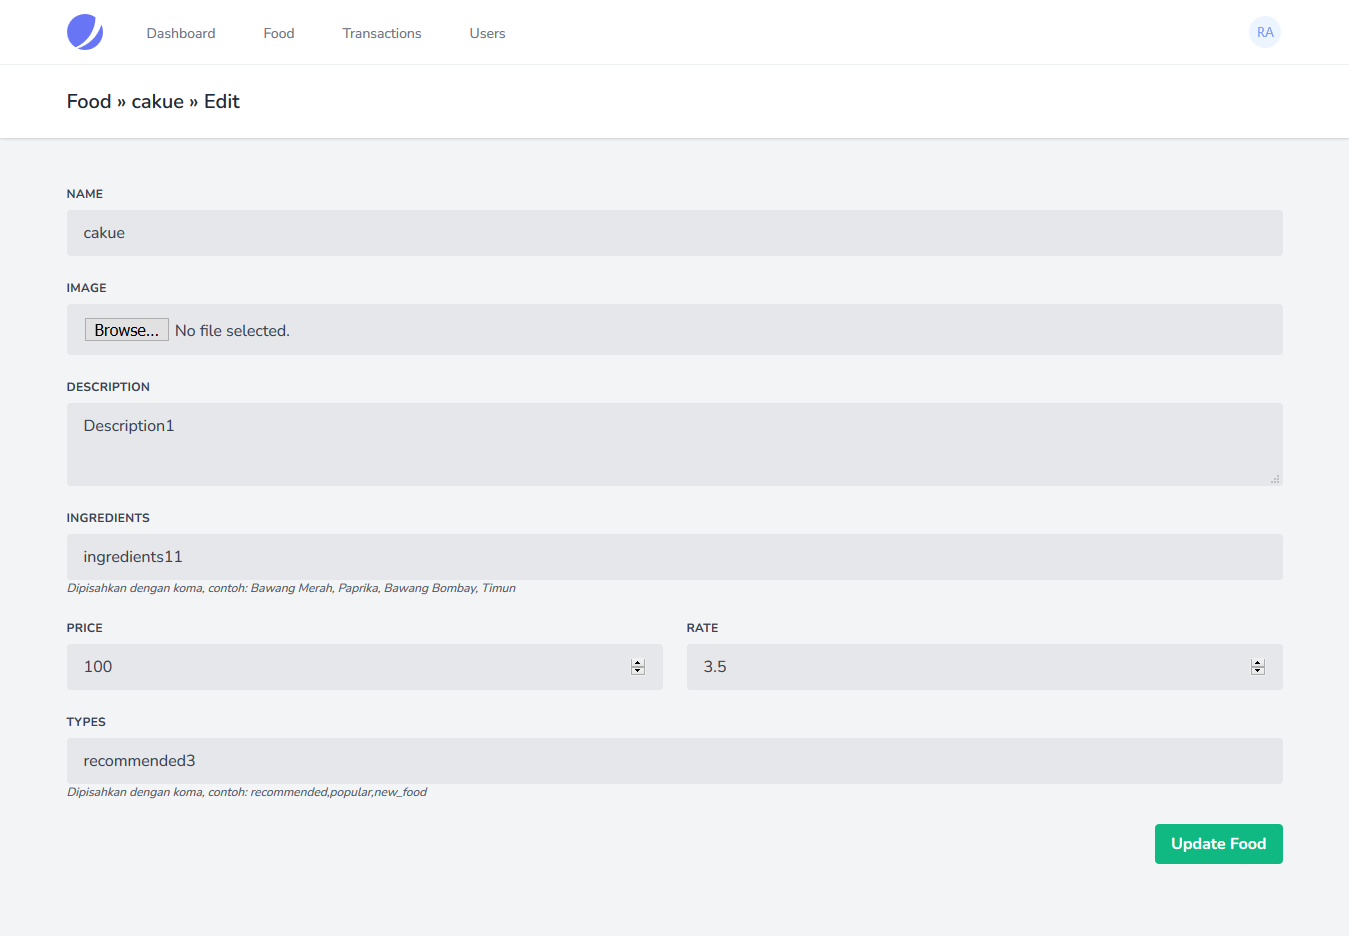 Dashboard Food Transactions Users RA
Food » cakue » Edit
NAME
cakue
IMAGE
Browse... No file selected.
DESCRIPTION
Description1
INGREDIENTS
ingredients11
Dipisahkan dengan koma, contoh: Bawang Merah, Paprika, Bawang Bombay, Timun
PRICE RATE
100 3.5
TYPES
recommended3
Dipisahkan dengan koma, contoh: recommended,popular,new_food
Update Food